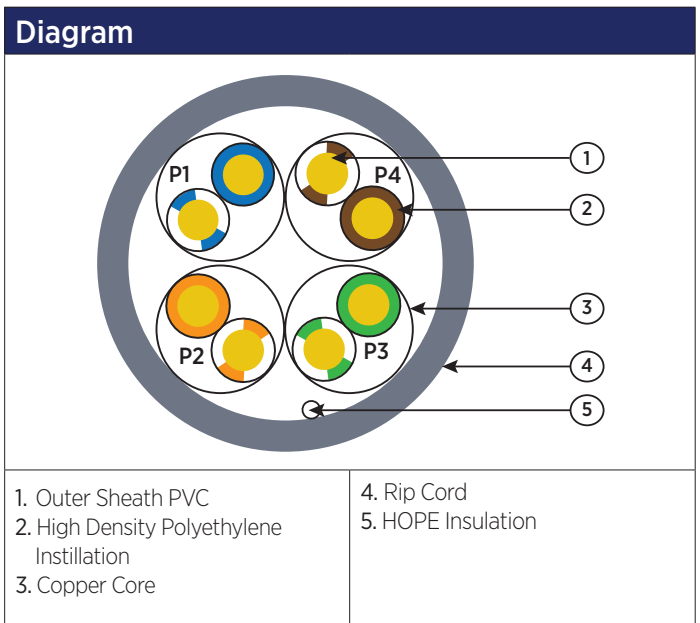 Diagram
P1
P4
P2
P3
1
2
3
4
5
1. Outer Sheath PVC
2. High Density Polyethylene
Instillation
3. Copper Core
4. Rip Cord
5. HOPE Insulation